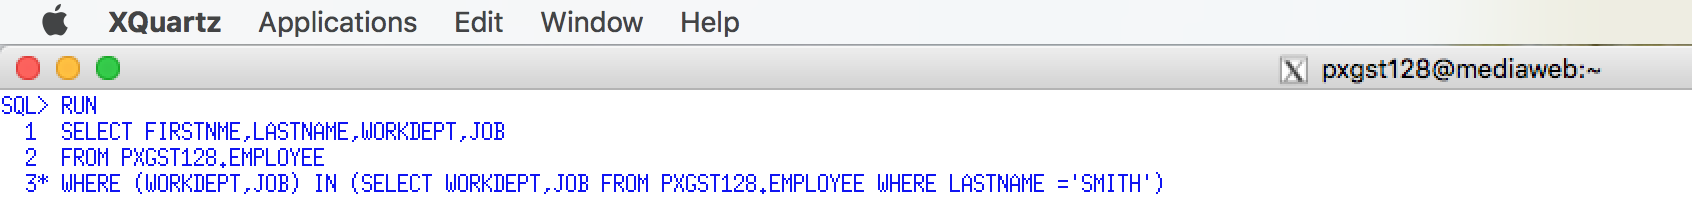 XQuartz Applications Edit Window Help
pxgst128@mediaweb:~
SQL> RUN
1 SELECT FIRSTNME,LASTNAME,WORKDEPT,JOB
2 FROM PXGST128.EMPLOYEE
3* WHERE (WORKDEPT,JOB) IN (SELECT WORKDEPT,JOB FROM PXGST128.EMPLOYEE WHERE LASTNAME ='SMITH')